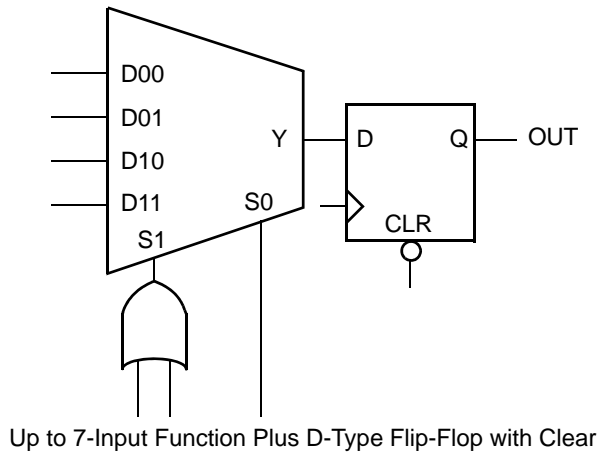 D00
D01
D10
D11
Y
S0
S1
D
Q
OUT
CLR
Up to 7-Input Function Plus D-Type Flip-Flop with Clear